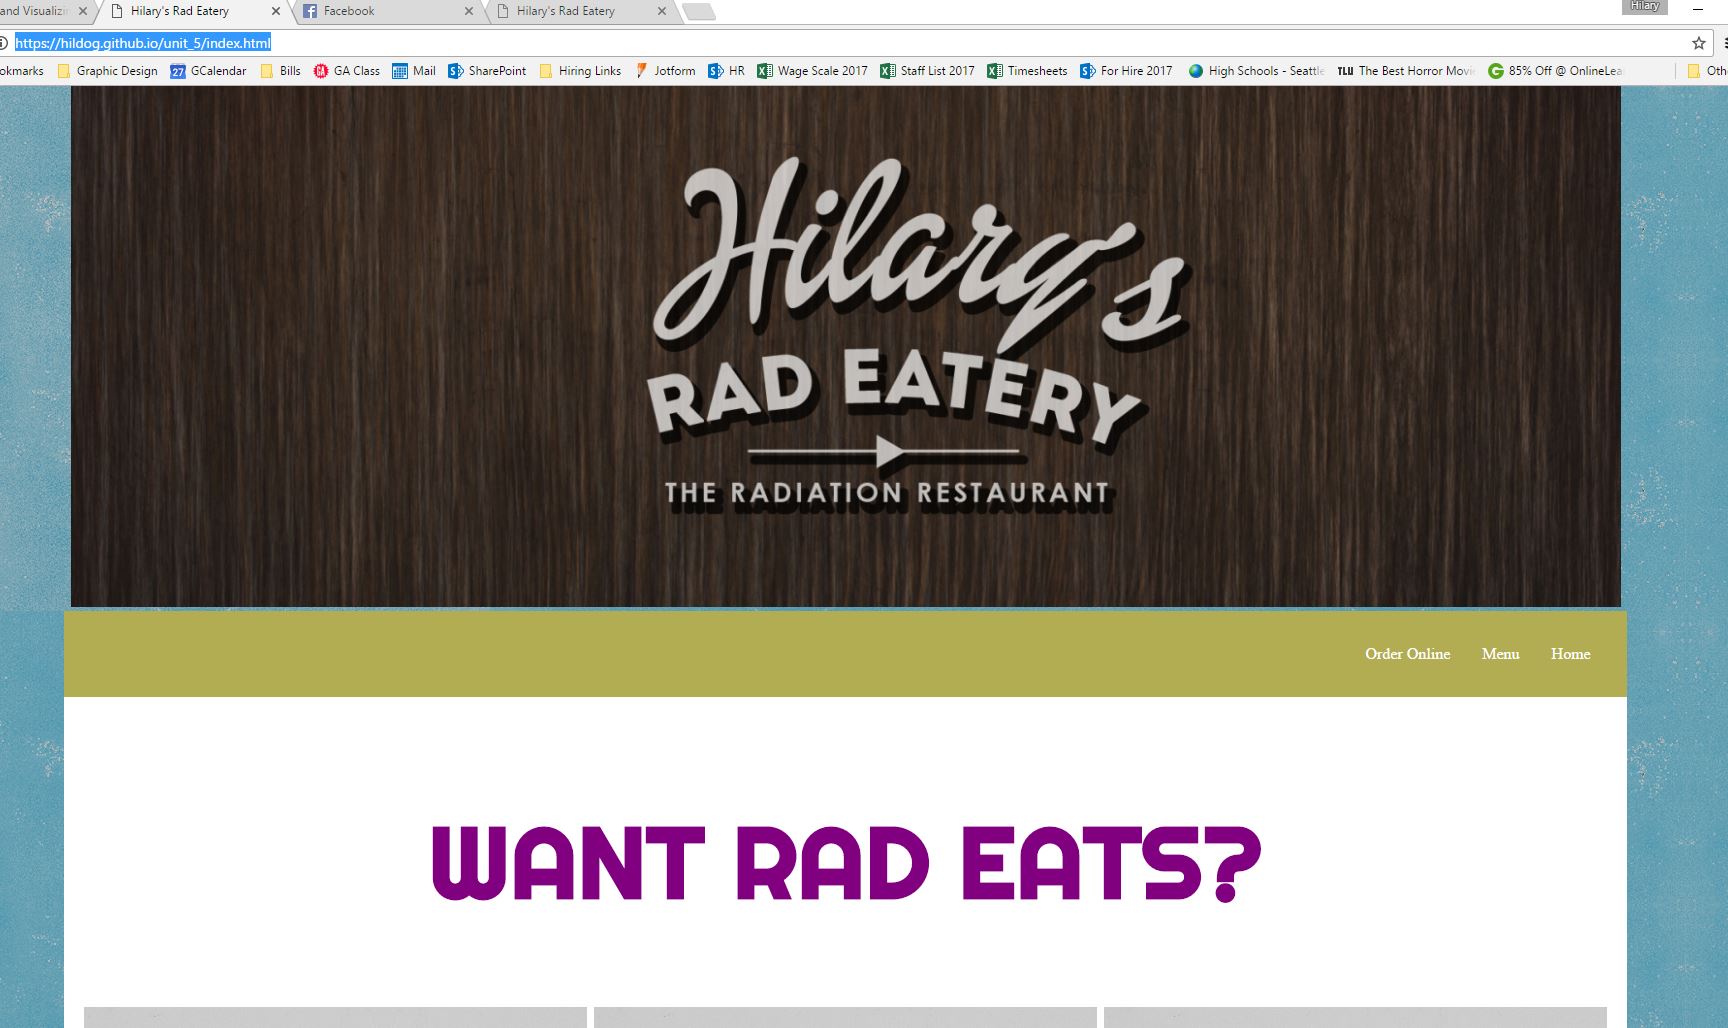 and Visualizin
Hilary's Rad Eatery
Facebook
Hilary's Rad Eatery
Hilary
https://hildog.github.io/unit_5/index.html
okmarks
Graphic Design
27
GCalendar
Bills
GA
GA Class
Mail
S
SharePoint
Hiring Links
Jotform
S
HR
Wage Scale 2017
Staff List 2017
Timesheets
S
For Hire 2017
High Schools - Seattle
TLU
The Best Horror Movi
85% Off @ OnlineLea
Oth
Hilary's
RAD EATERY
THE RADIATION RESTAURANT
Order Online Menu Home
WANT RAD EATS?